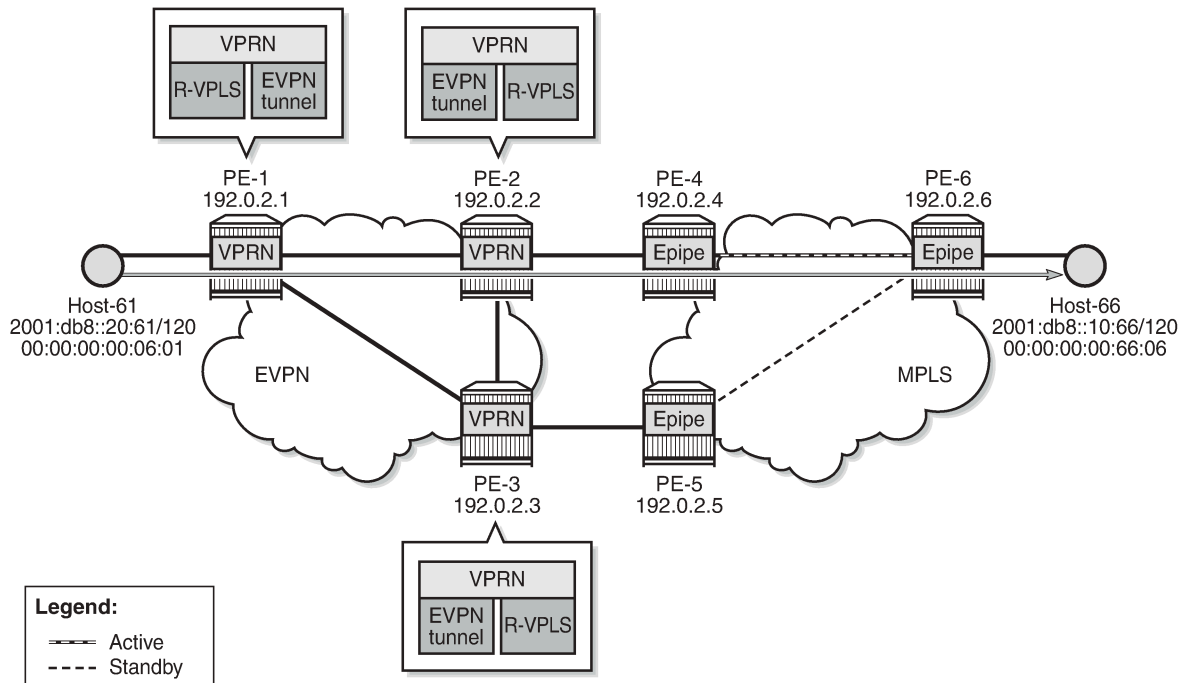 VPRN
R-VPLS
EVPN
tunnel
VPRN
EVPN
tunnel
R-VPLS
PE-1
192.0.2.1
PE-2
192.0.2.2
PE-4
192.0.2.4
PE-6
192.0.2.6
VPRN
VPRN
Epipe
Epipe
Host-61
2001:db8::20:61/120
00:00:00:00:06:01
Host-66
2001:db8::10:66/120
00:00:00:00:66:06
EVPN
MPLS
VPRN
Epipe
PE-3
192.0.2.3
PE-5
192.0.2.5
VPRN
EVPN
tunnel
R-VPLS
Legend:
Active
Standby